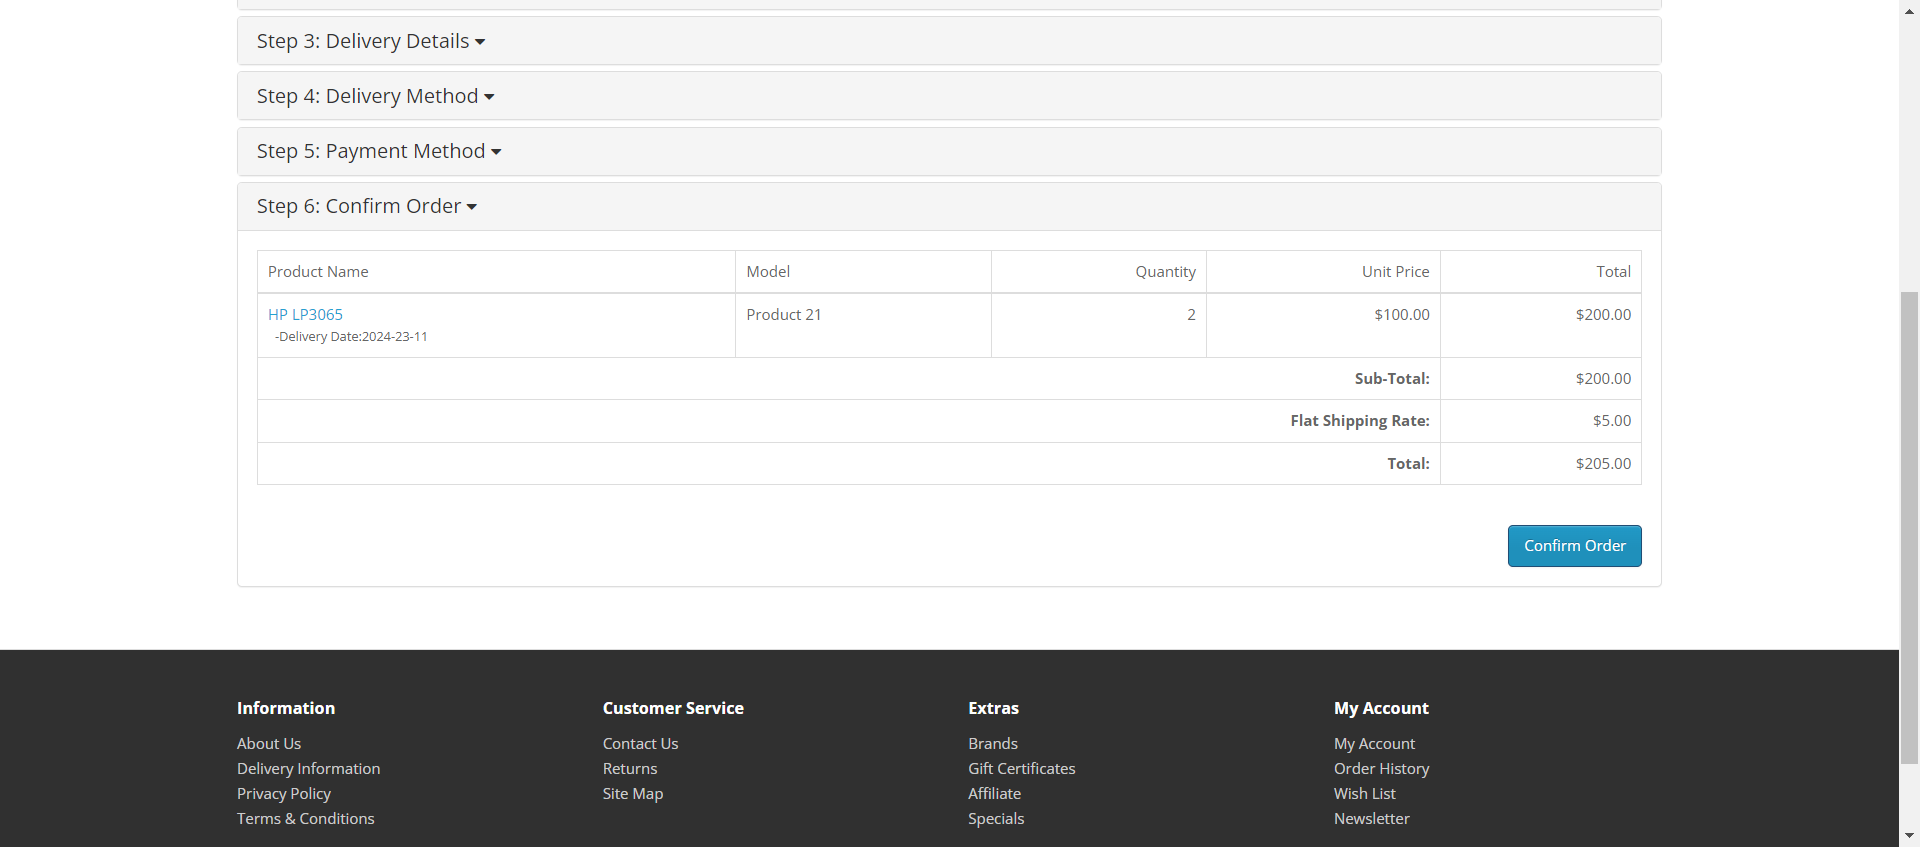 Step 3: Delivery Details
Step 4: Delivery Method
Step 5: Payment Method
Step 6: Confirm Order
Product Name Model Quantity Unit Price Total
HP LP3065 Product 21 2 $100.00 $200.00
-Delivery Date:2024-23-11
Sub-Total: $200.00
Flat Shipping Rate: $5.00
Total: $205.00
Confirm Order
Information
About Us
Delivery Information
Privacy Policy
Terms & Conditions
Customer Service
Contact Us
Returns
Site Map
Extras
Brands
Gift Certificates
Affiliate
Specials
My Account
My Account
Order History
Wish List
Newsletter